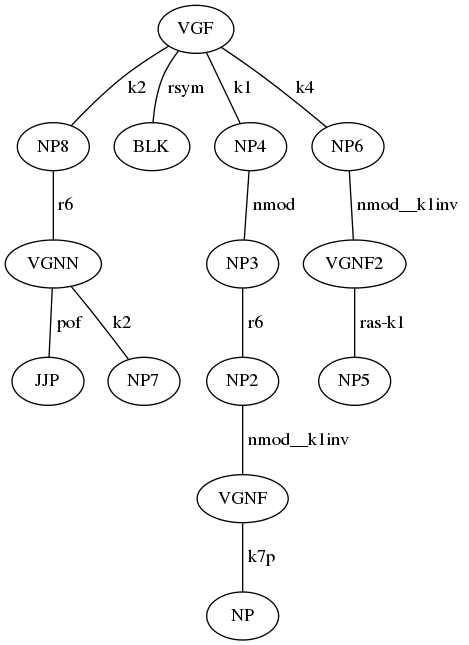 VGF
k2 rsym k1 k4
NP8 BLK NP4 NP6
r6 nmod nmod__k1inv
VGNN NP3 VGNF2
pof k2 r6 ras-k1
JJP NP7 NP2 NP5
nmod__k1inv
VGNF
k7p
NP